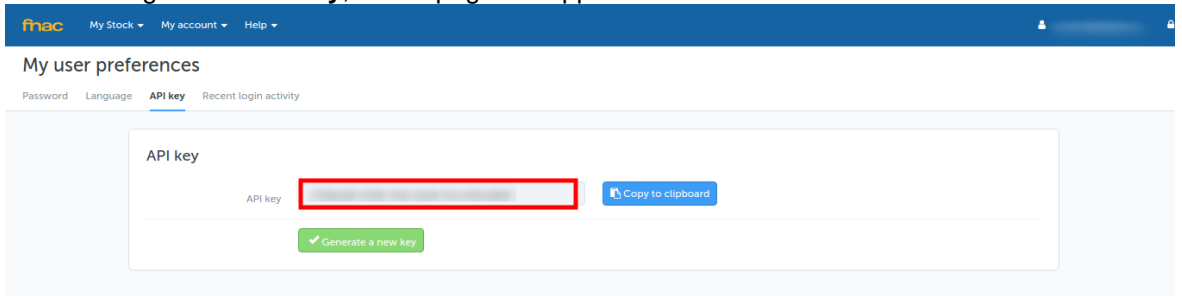 fnac My Stock My account Help
My user preferences
Password Language API key Recent login activity
API key
API key Copy to clipboard
Generate a new key